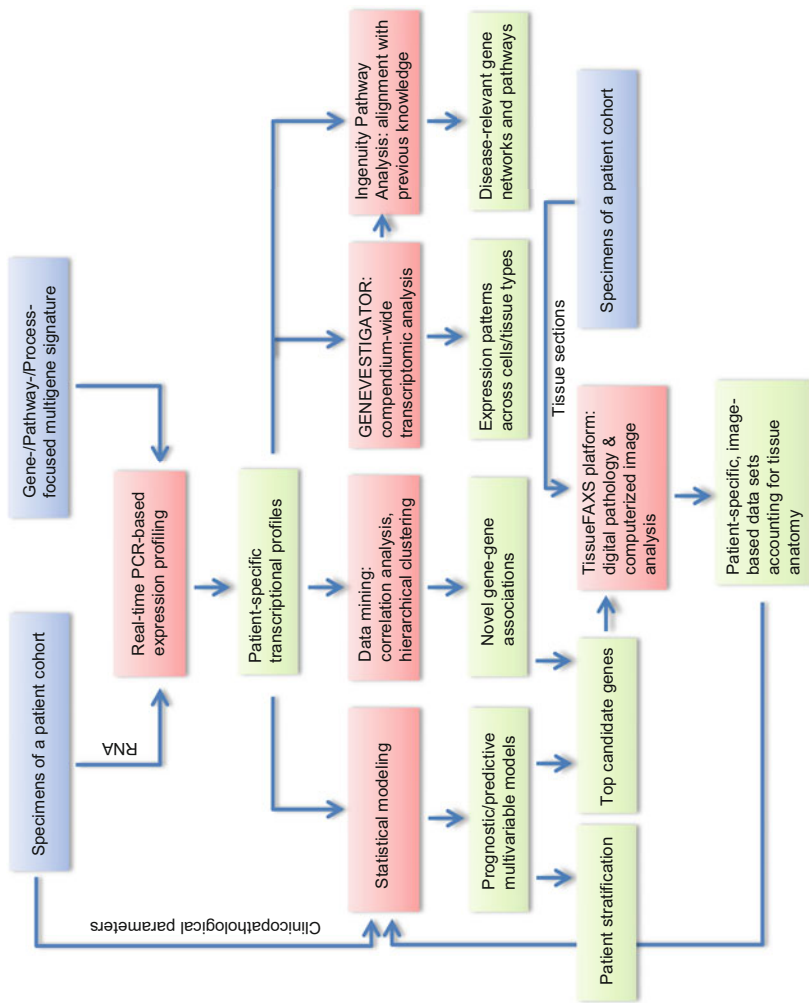 Specimens of a patient cohort
Gene-/Pathway-/Process-
focused multigene signature
RNA
Clinicopathological parameters
Real-time PCR-based
expression profiling
Patient-specific
transcriptional profiles
Statistical modeling
Data mining:
correlation analysis,
hierarchical clustering
GENEVESTIGATOR:
compendium-wide
transcriptomic analysis
Ingenuity Pathway
Analysis: alignment with
previous knowledge
Prognostic/predictive
multivariable models
Novel gene-gene
associations
Expression patterns
across cells/tissue types
Disease-relevant gene
networks and pathways
Tissue sections
Patient stratification
Top candidate genes
TissueFAXS platform:
digital pathology &
computerized image
analysis
Specimens of a patient cohort
Patient-specific, image-
based data sets
accounting for tissue
anatomy